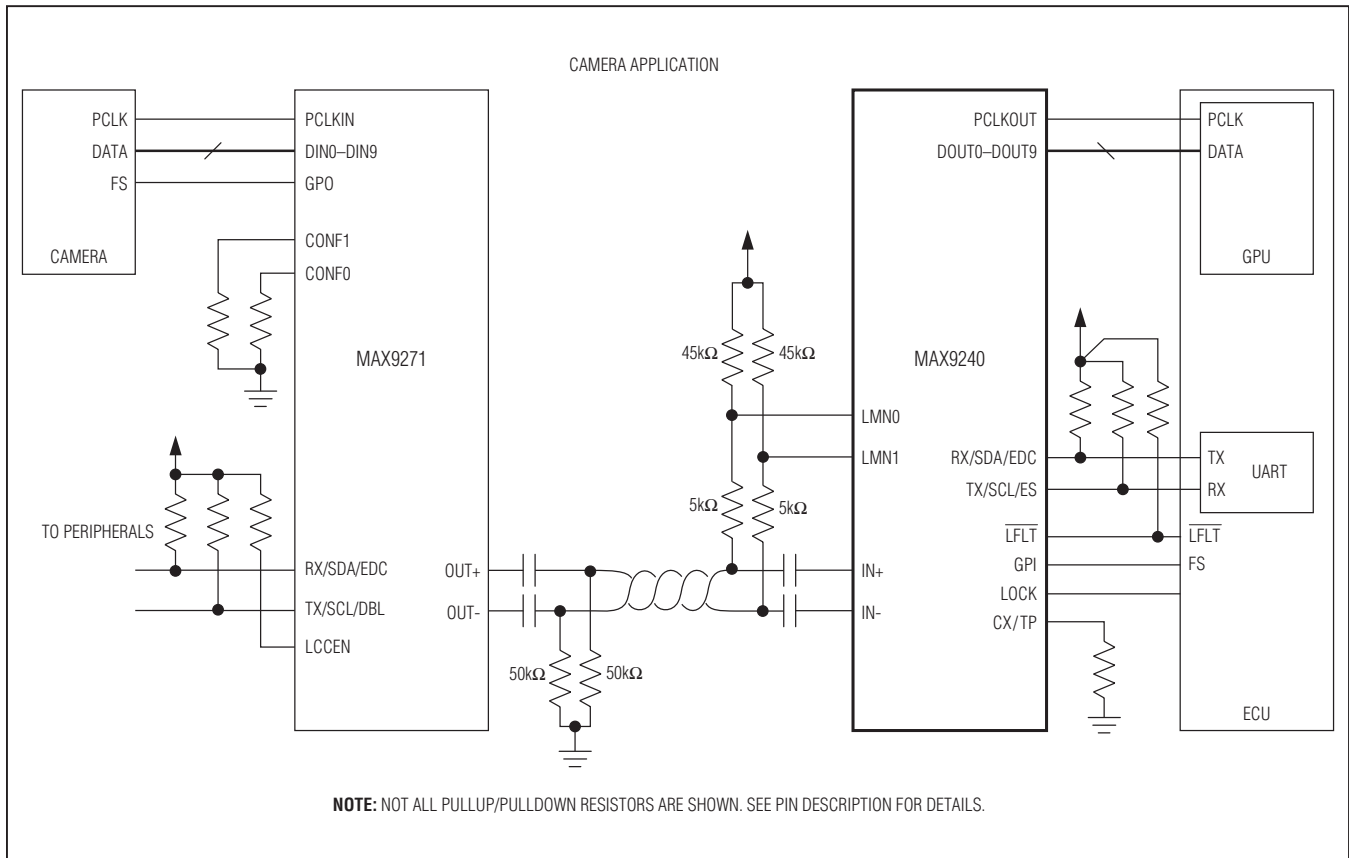 CAMERA APPLICATION
PCLK
DATA
FS
CAMERA
PCLKIN
DIN0–DIN9
GPO
CONF1
CONF0
MAX9271
TO PERIPHERALS
RX/SDA/EDC
TX/SCL/DBL
LCCEN
OUT+
OUT-
50kΩ
50kΩ
45kΩ
45kΩ
5kΩ
5kΩ
PCLKOUT
DOUT0–DOUT9
MAX9240
LMN0
LMN1
RX/SDA/EDC
TX/SCL/ES
LFLT
GPI
LOCK
CX/TP
IN+
IN-
PCLK
DATA
GPU
TX
RX
UART
LFLT
FS
ECU
NOTE: NOT ALL PULLUP/PULLDOWN RESISTORS ARE SHOWN. SEE PIN DESCRIPTION FOR DETAILS.